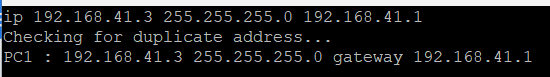 ip 192.168.41.3 255.255.255.0 192.168.41.1
Checking for duplicate address...
PC1 : 192.168.41.3 255.255.255.0 gateway 192.168.41.1